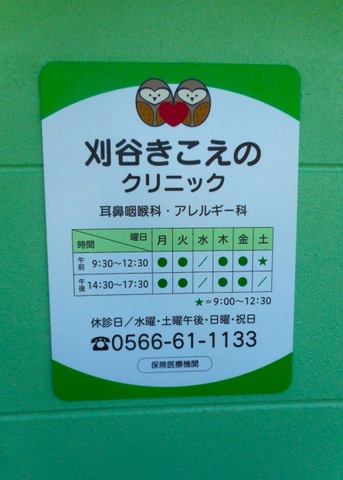 刈谷きこえの
クリニック
耳鼻咽喉科・アレルギー科
時間 曜日 月 火 水 木 金 土
午前 9:30～12:30 ● ● ／ ● ● ★
午後 14:30～17:30 ● ● ／ ● ● ／
★＝9:00～12:30
休診日／水曜・土曜午後・日曜・祝日
☎0566-61-1133
保険医療機関